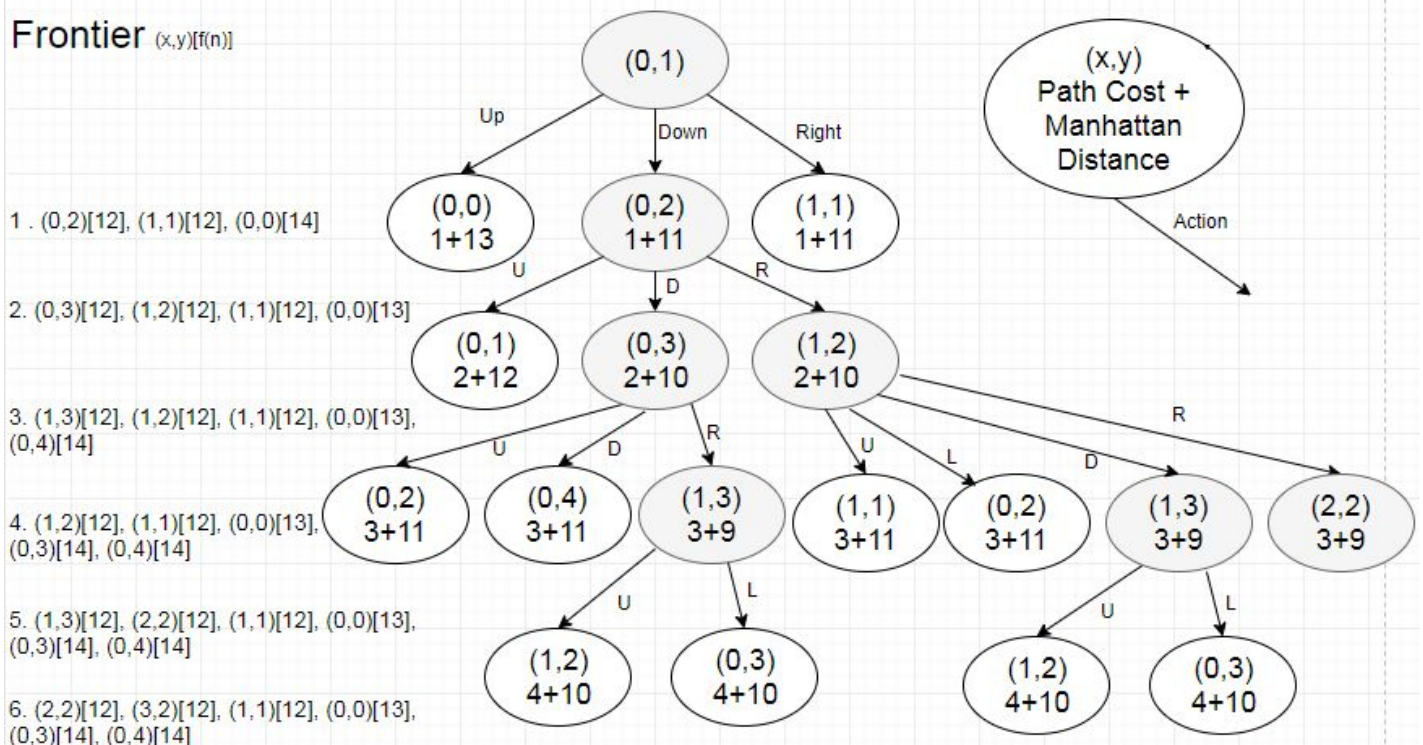 Frontier (x,y)[f(n)]
(0,1)
(x,y)
Path Cost +
Manhattan
Distance
Action
Up
Down
Right
1 . (0,2)[12], (1,1)[12], (0,0)[14]
(0,0)
1+13
(0,2)
1+11
(1,1)
1+11
U
D
R
2. (0,3)[12], (1,2)[12], (1,1)[12], (0,0)[13]
(0,1)
2+12
(0,3)
2+10
(1,2)
2+10
3. (1,3)[12], (1,2)[12], (1,1)[12], (0,0)[13],
(0,4)[14]
U
D
R
U
L
D
R
4. (1,2)[12], (1,1)[12], (0,0)[13],
(0,3)[14], (0,4)[14]
(0,2)
3+11
(0,4)
3+11
(1,3)
3+9
(1,1)
3+11
(0,2)
3+11
(1,3)
3+9
(2,2)
3+9
U
L
U
L
5. (1,3)[12], (2,2)[12], (1,1)[12], (0,0)[13],
(0,3)[14], (0,4)[14]
(1,2)
4+10
(0,3)
4+10
(1,2)
4+10
(0,3)
4+10
6. (2,2)[12], (3,2)[12], (1,1)[12], (0,0)[13],
(0,3)[14], (0,4)[14]